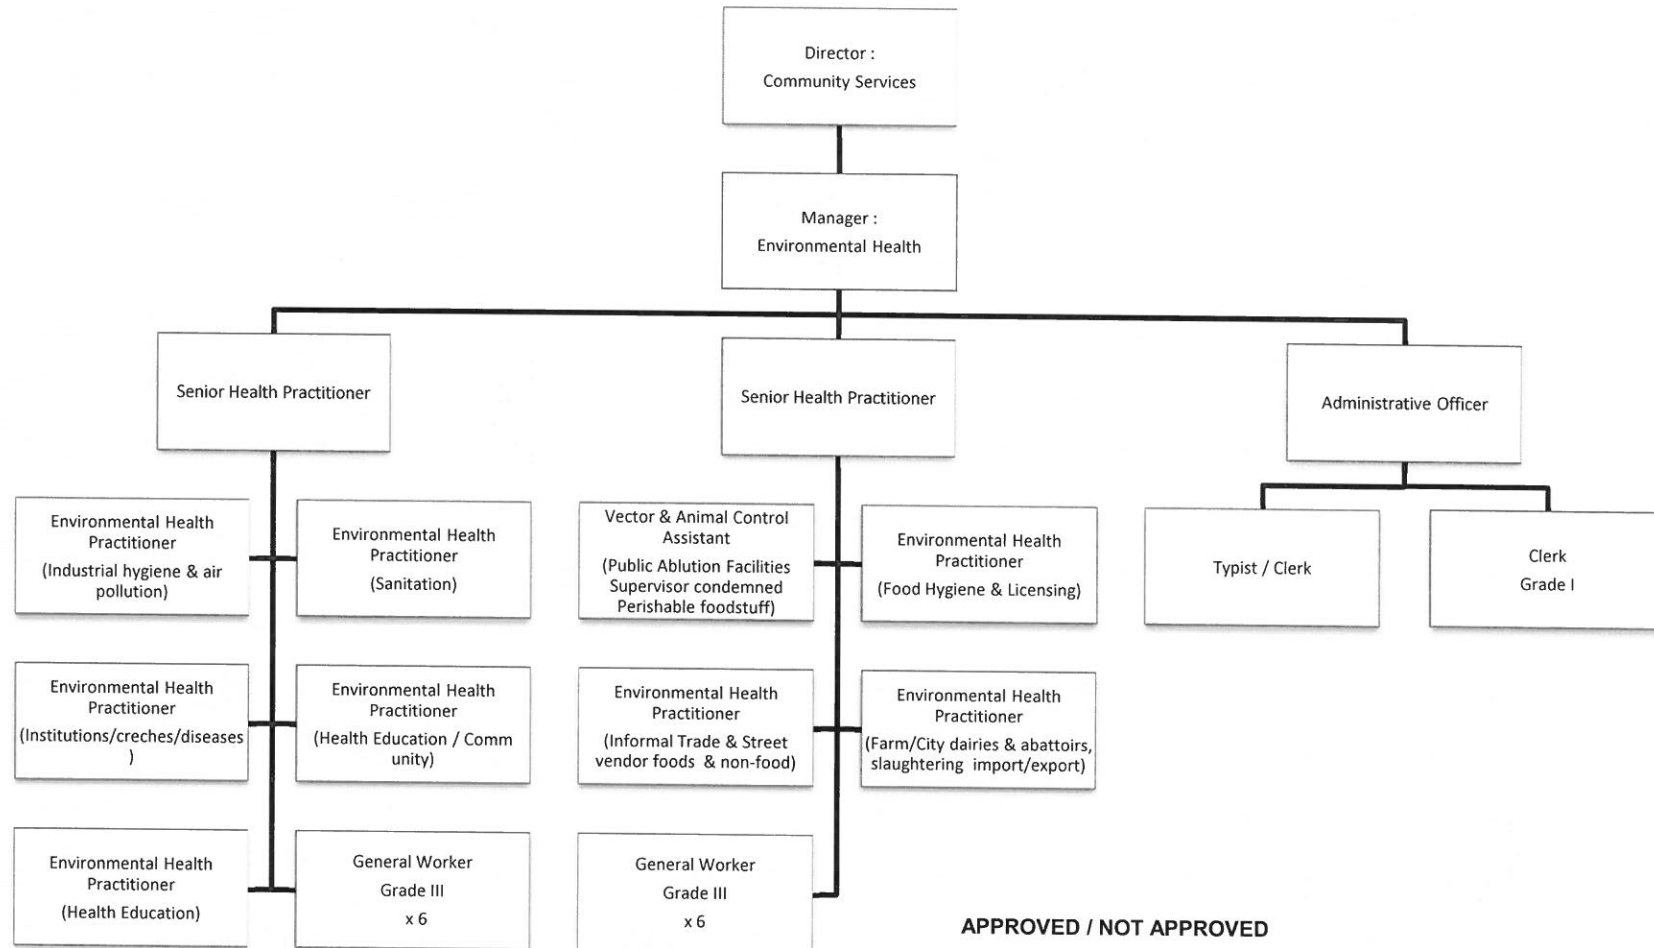 Director :
Community Services
Manager :
Environmental Health
Senior Health Practitioner
Senior Health Practitioner
Administrative Officer
Environmental Health
Practitioner
(Industrial hygiene & air
pollution)
Environmental Health
Practitioner
(Sanitation)
Vector & Animal Control
Assistant
(Public Ablution Facilities
Supervisor condemned
Perishable foodstuff)
Environmental Health
Practitioner
(Food Hygiene & Licensing)
Typist / Clerk
Clerk
Grade I
Environmental Health
Practitioner
(Institutions/creches/diseases
)
Environmental Health
Practitioner
(Health Education / Comm
unity)
Environmental Health
Practitioner
(Informal Trade & Street
vendor foods & non-food)
Environmental Health
Practitioner
(Farm/City dairies & abattoirs,
slaughtering import/export)
Environmental Health
Practitioner
(Health Education)
General Worker
Grade III
x 6
General Worker
Grade III
x 6
APPROVED / NOT APPROVED